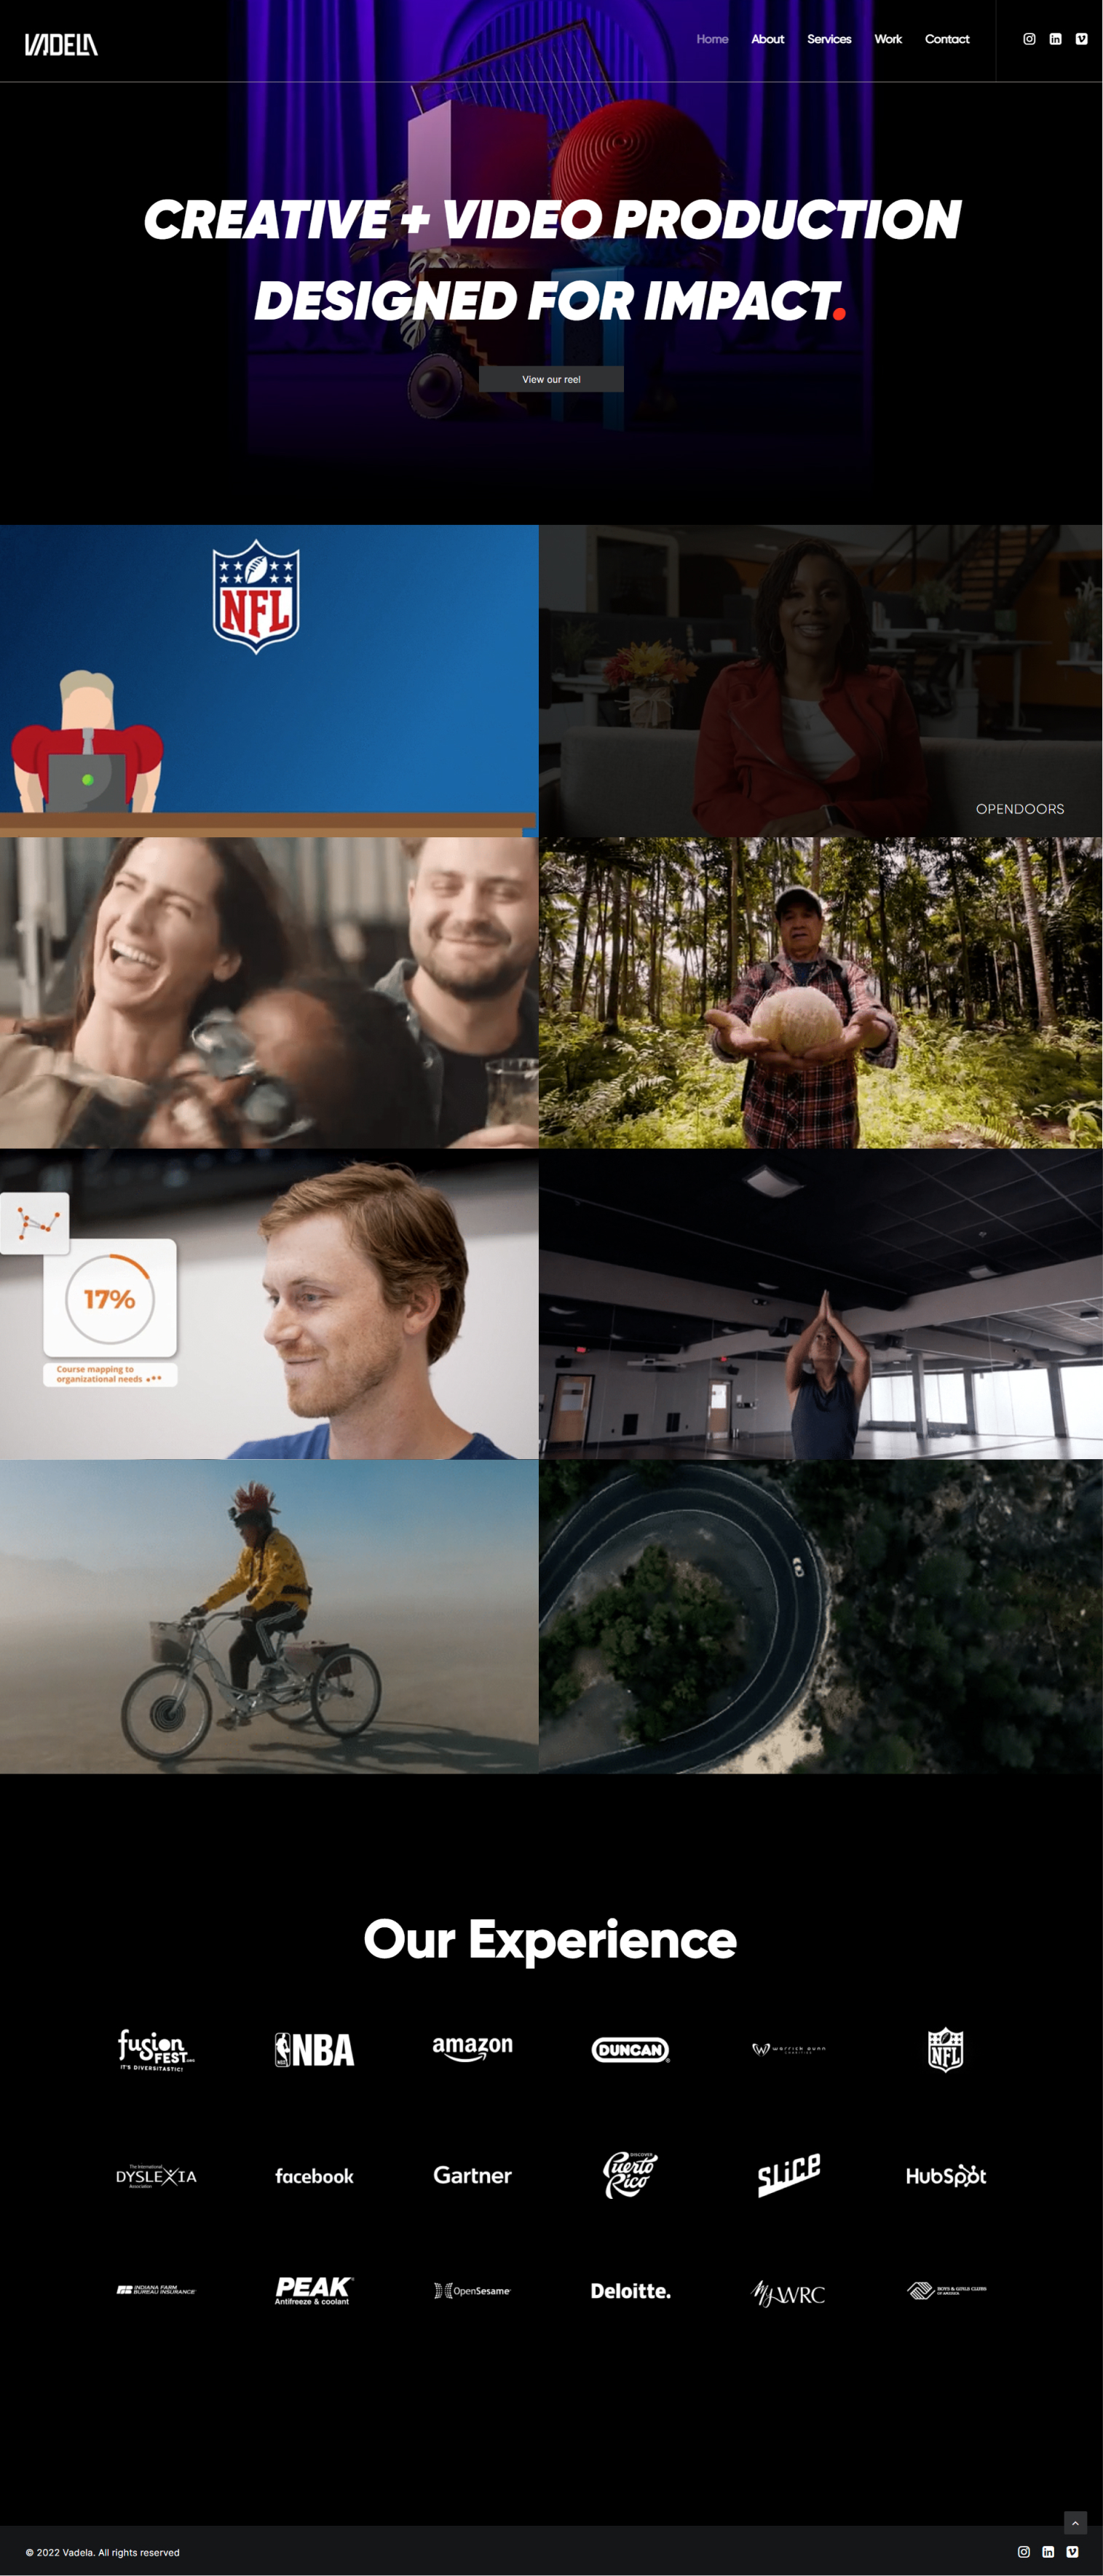 VADELA
Home About Services Work Contact
CREATIVE + VIDEO PRODUCTION
DESIGNED FOR IMPACT.
View our reel
NFL
OPENDOORS
17%
Course mapping to
organizational needs
Our Experience
fusion
FEST
IT'S DIVERSITASTIC!
NBA
amazon
DUNCAN
warrick dunn
CHARITIES
NFL
The International
DYSLEXIA
Association
facebook
Gartner
DISCOVER
Puerto
Rico
SLiCE
HubSpot
INDIANA FARM
BUREAU INSURANCE
PEAK
Antifreeze & coolant
OpenSesame
Deloitte.
My WRC
BOYS & GIRLS CLUBS
OF AMERICA
© 2022 Vadela. All rights reserved